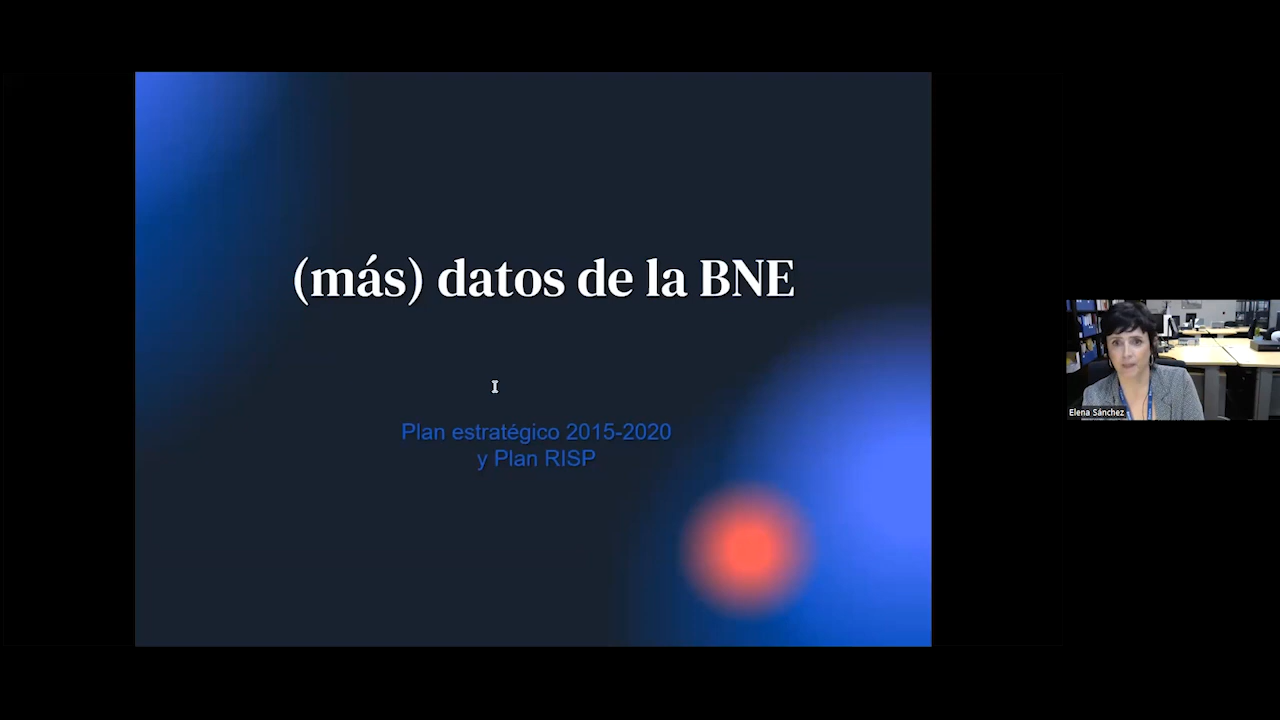 (más) datos de la BNE
Plan estratégico 2015-2020
y Plan RISP
Elena Sánchez